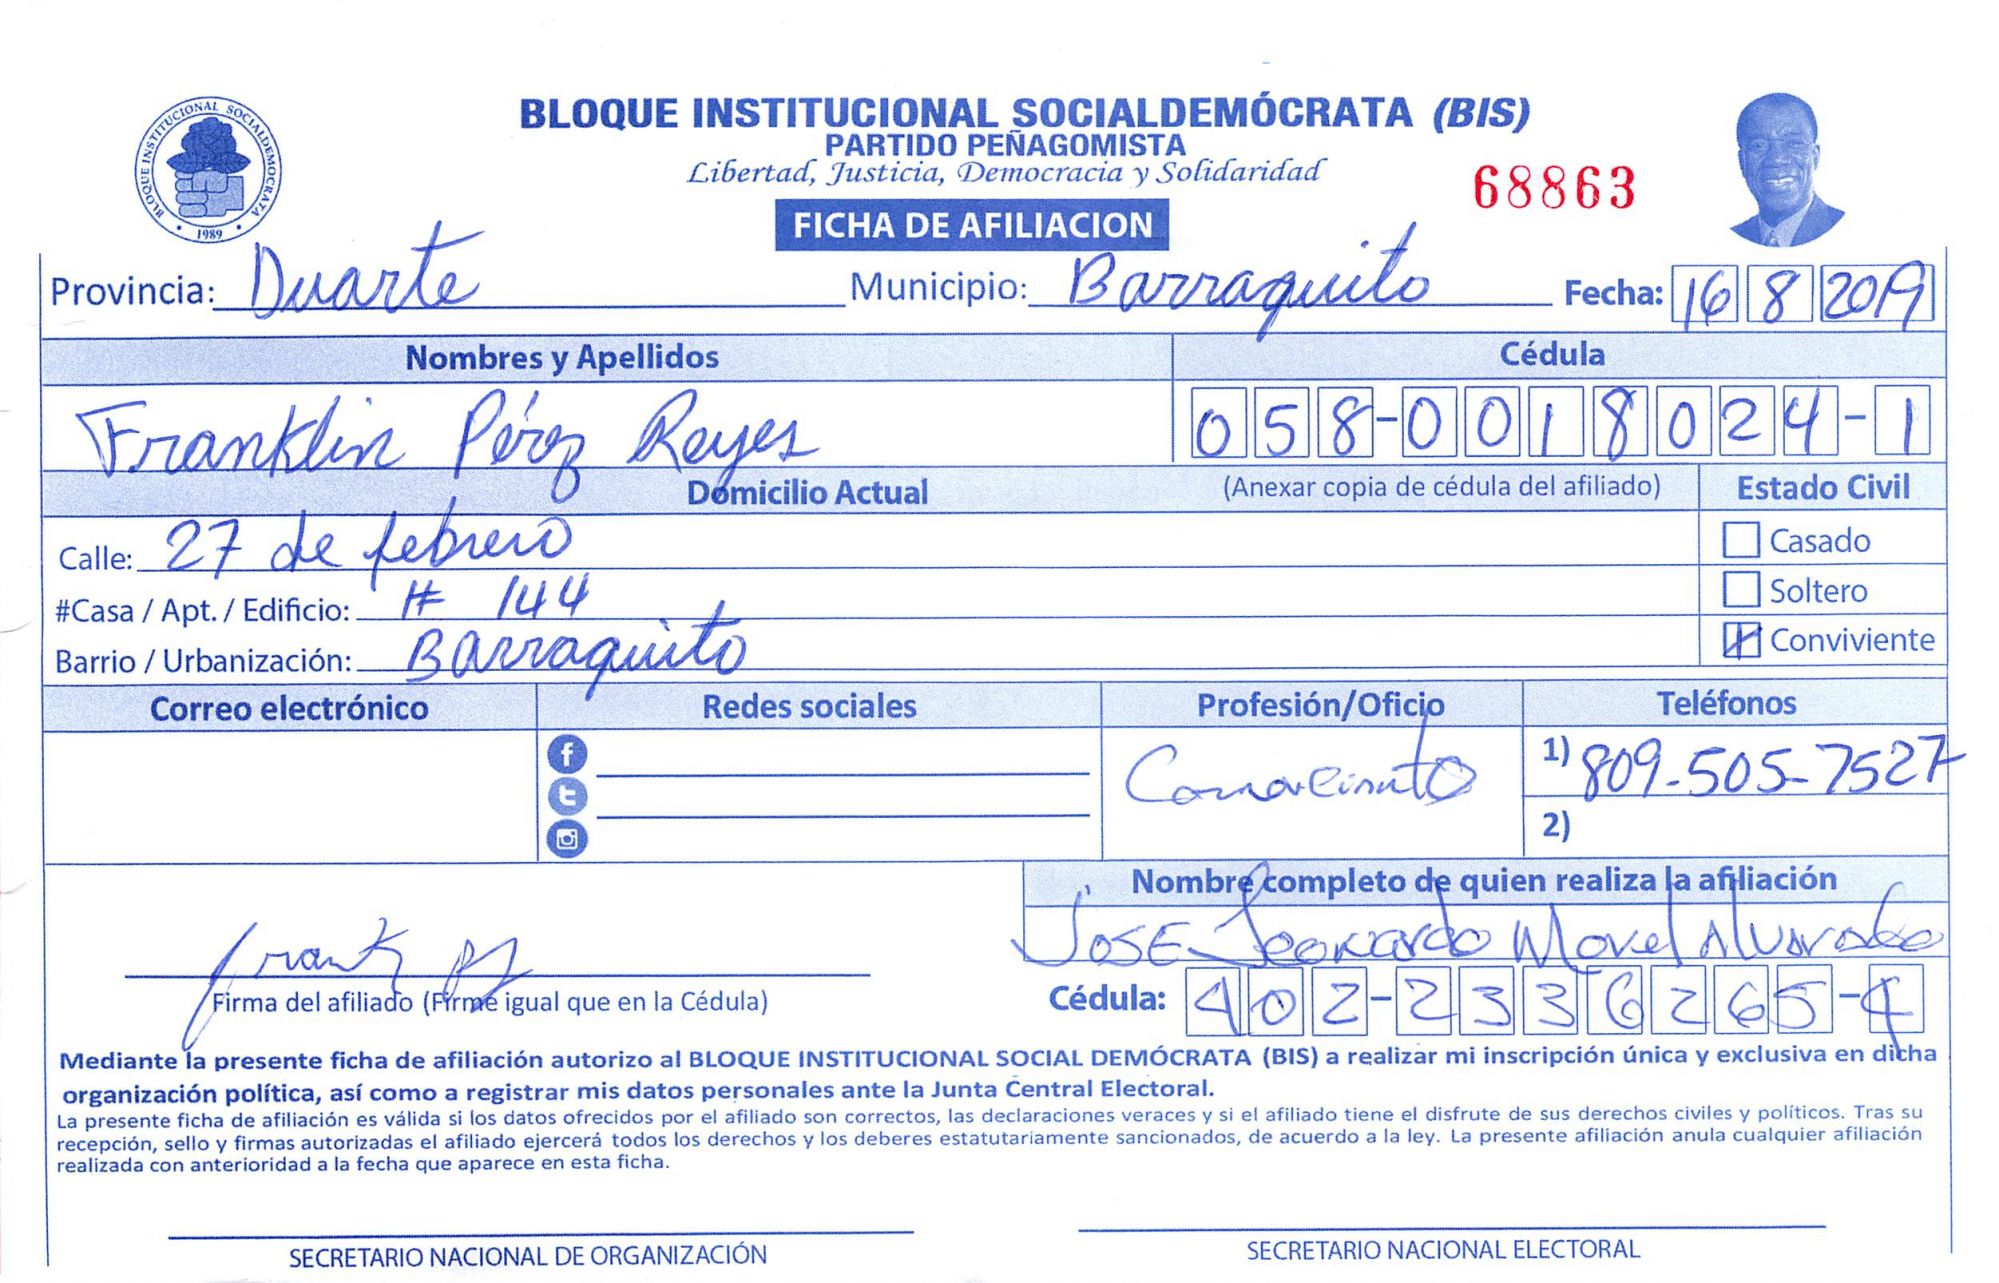 BLOQUE INSTITUCIONAL SOCIALDEMOCRATA
1989
BLOQUE INSTITUCIONAL SOCIALDEMÓCRATA (BIS)
PARTIDO PEÑAGOMISTA
Libertad, Justicia, Democracia y Solidaridad
68863
FICHA DE AFILIACION
Provincia: Duarte Municipio: Barraquito Fecha: 16 8 2019
Nombres y Apellidos Cédula
Franklin Pérez Reyes 058-0018024-1
Domicilio Actual (Anexar copia de cédula del afiliado) Estado Civil
Calle: 27 de febrero Casado
#Casa / Apt. / Edificio: # 144 Soltero
Barrio / Urbanización: Barraquito Conviviente
Correo electrónico Redes sociales Profesión/Oficio Teléfonos
1) 809-505-7527
2)
Nombre completo de quien realiza la afiliación
José Leonardo Morel Alvarado
Firma del afiliado (Firme igual que en la Cédula) Cédula: 402-2336265-4
Mediante la presente ficha de afiliación autorizo al BLOQUE INSTITUCIONAL SOCIAL DEMÓCRATA (BIS) a realizar mi inscripción única y exclusiva en dicha
organización política, así como a registrar mis datos personales ante la Junta Central Electoral.
La presente ficha de afiliación es válida si los datos ofrecidos por el afiliado son correctos, las declaraciones veraces y si el afiliado tiene el disfrute de sus derechos civiles y políticos. Tras su
recepción, sello y firmas autorizadas el afiliado ejercerá todos los derechos y los deberes estatutariamente sancionados, de acuerdo a la ley. La presente afiliación anula cualquier afiliación
realizada con anterioridad a la fecha que aparece en esta ficha.
SECRETARIO NACIONAL DE ORGANIZACIÓN SECRETARIO NACIONAL ELECTORAL